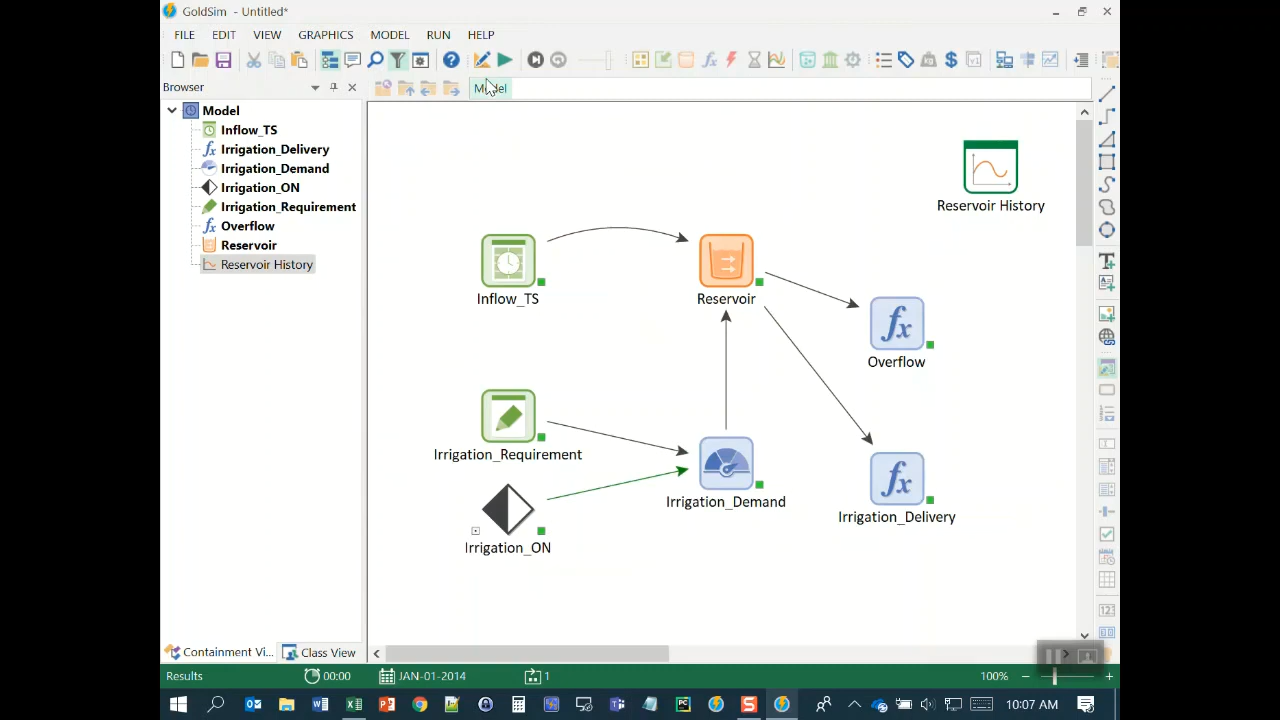 GoldSim - Untitled*
FILE EDIT VIEW GRAPHICS MODEL RUN HELP
Browser
Model
Model
Inflow_TS
Irrigation_Delivery
Irrigation_Demand
Irrigation_ON
Irrigation_Requirement
Overflow
Reservoir
Reservoir History
Reservoir History
Inflow_TS
Reservoir
Overflow
Irrigation_Requirement
Irrigation_Demand
Irrigation_Delivery
Irrigation_ON
Containment Vi...
Class View
Results
00:00
JAN-01-2014
1
100%
10:07 AM